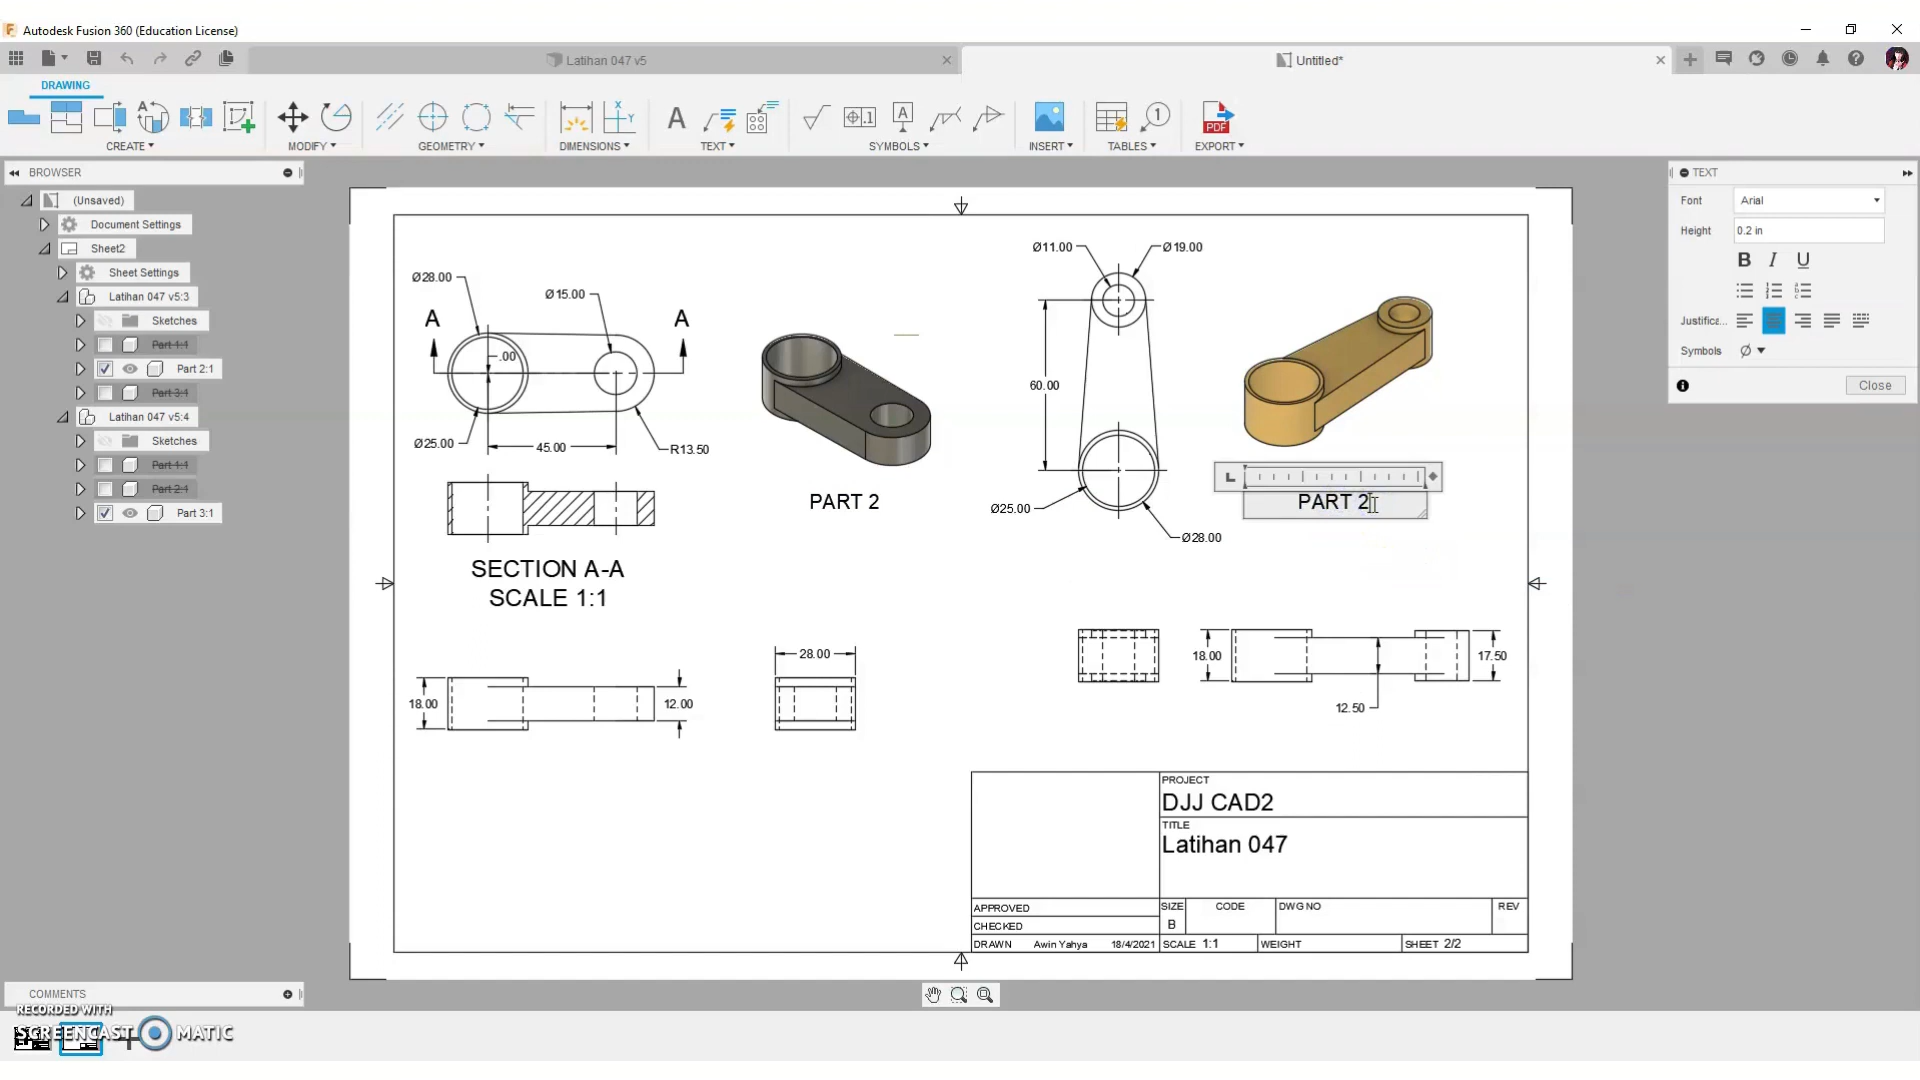 Autodesk Fusion 360 (Education License)
Latihan 047 v5
Untitled*
DRAWING
CREATE
MODIFY
GEOMETRY
DIMENSIONS
TEXT
SYMBOLS
INSERT
TABLES
EXPORT
PDF
BROWSER
(Unsaved)
Document Settings
Sheet2
Sheet Settings
Latihan 047 v5:3
Sketches
Part 1:1
Part 2:1
Part 3:1
Latihan 047 v5:4
Sketches
Part 1:1
Part 2:1
Part 3:1
TEXT
Font
Arial
Height
0.2 in
B I U
Justifica...
Symbols
Close
Ø28.00
Ø15.00
A
A
.00
Ø25.00
45.00
R13.50
SECTION A-A
SCALE 1:1
PART 2
18.00
12.00
28.00
Ø11.00
Ø19.00
60.00
Ø25.00
Ø28.00
PART 2
18.00
12.50
17.50
PROJECT
DJJ CAD2
TITLE
Latihan 047
APPROVED
CHECKED
DRAWN Awin Yahya 18/4/2021
SIZE
B
CODE
DWG NO
REV
SCALE 1:1
WEIGHT
SHEET 2/2
COMMENTS
RECORDED WITH
SCREENCAST MATIC